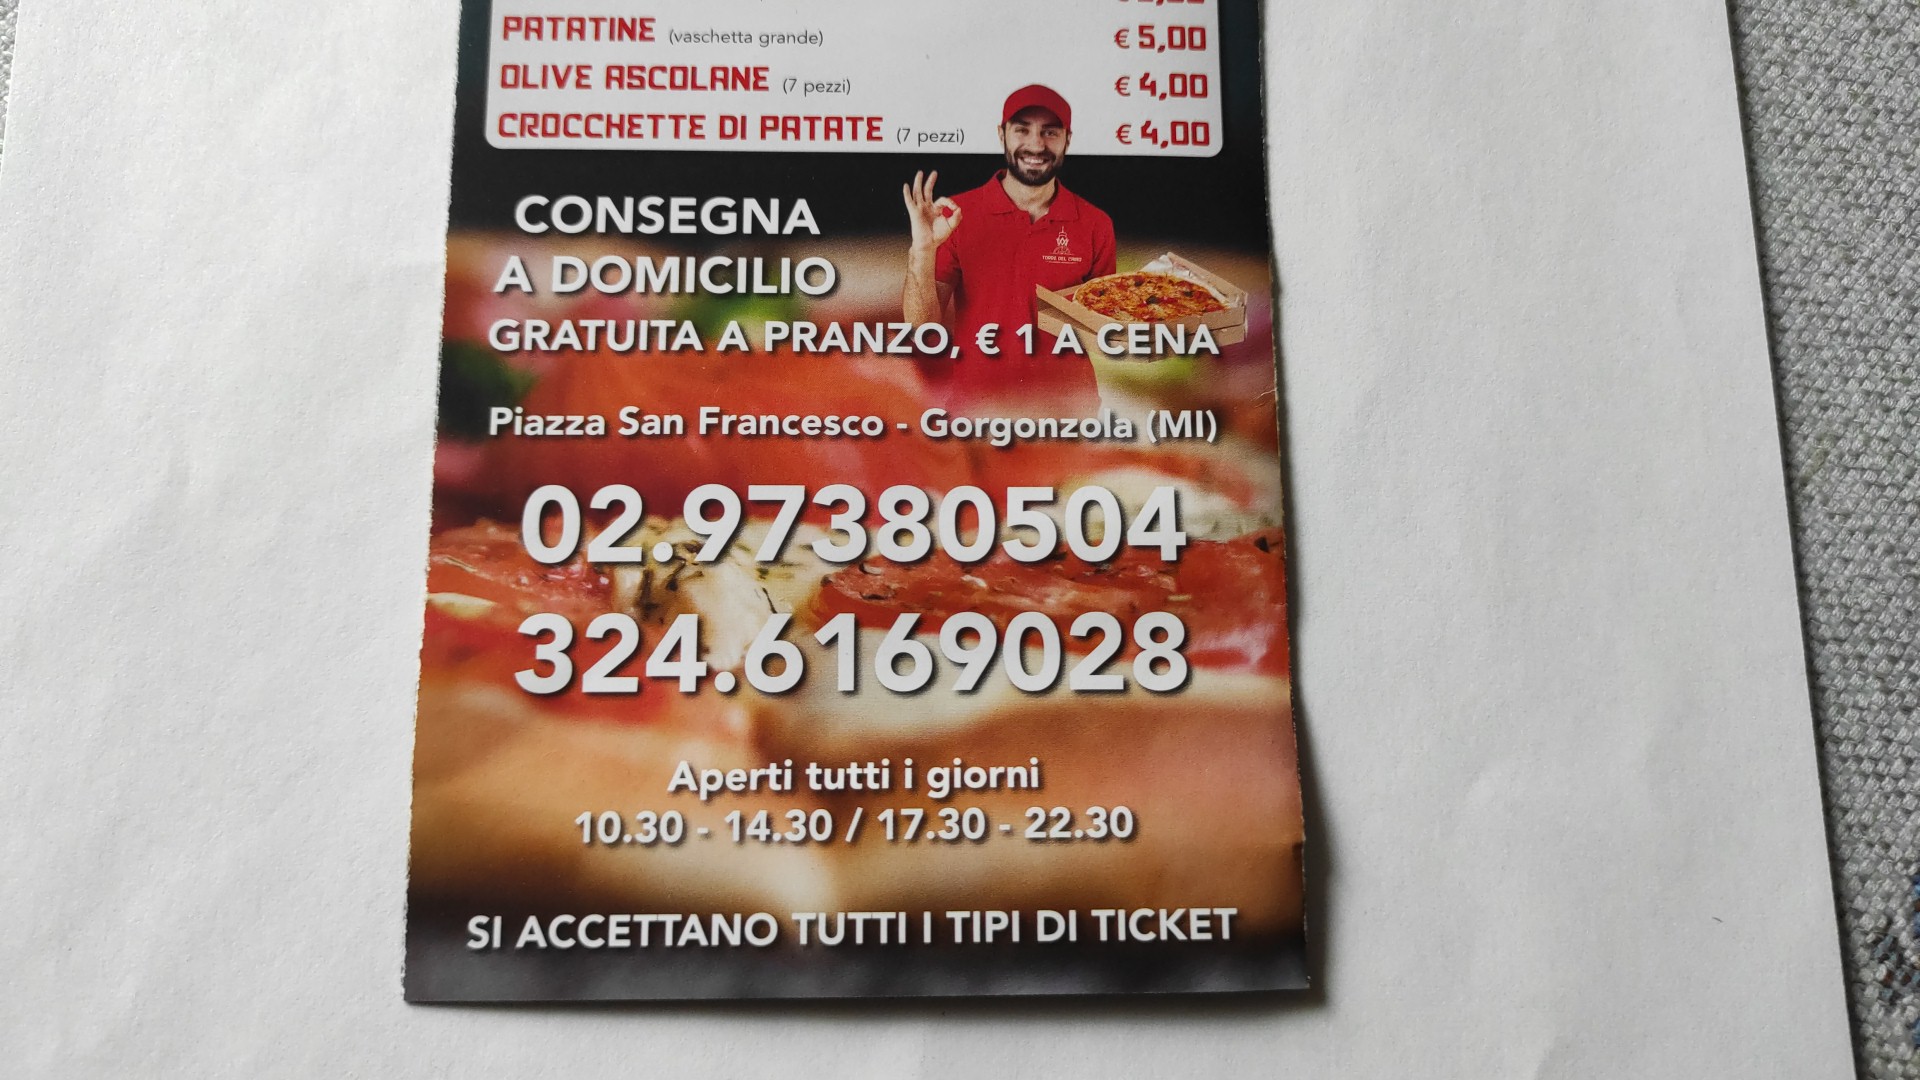 PATATINE (vaschetta grande) € 5,00
OLIVE ASCOLANE (7 pezzi) € 4,00
CROCCHETTE DI PATATE (7 pezzi) € 4,00
CONSEGNA
A DOMICILIO
GRATUITA A PRANZO, € 1 A CENA
Piazza San Francesco - Gorgonzola (MI)
02.97380504
324.6169028
Aperti tutti i giorni
10.30 - 14.30 / 17.30 - 22.30
SI ACCETTANO TUTTI I TIPI DI TICKET